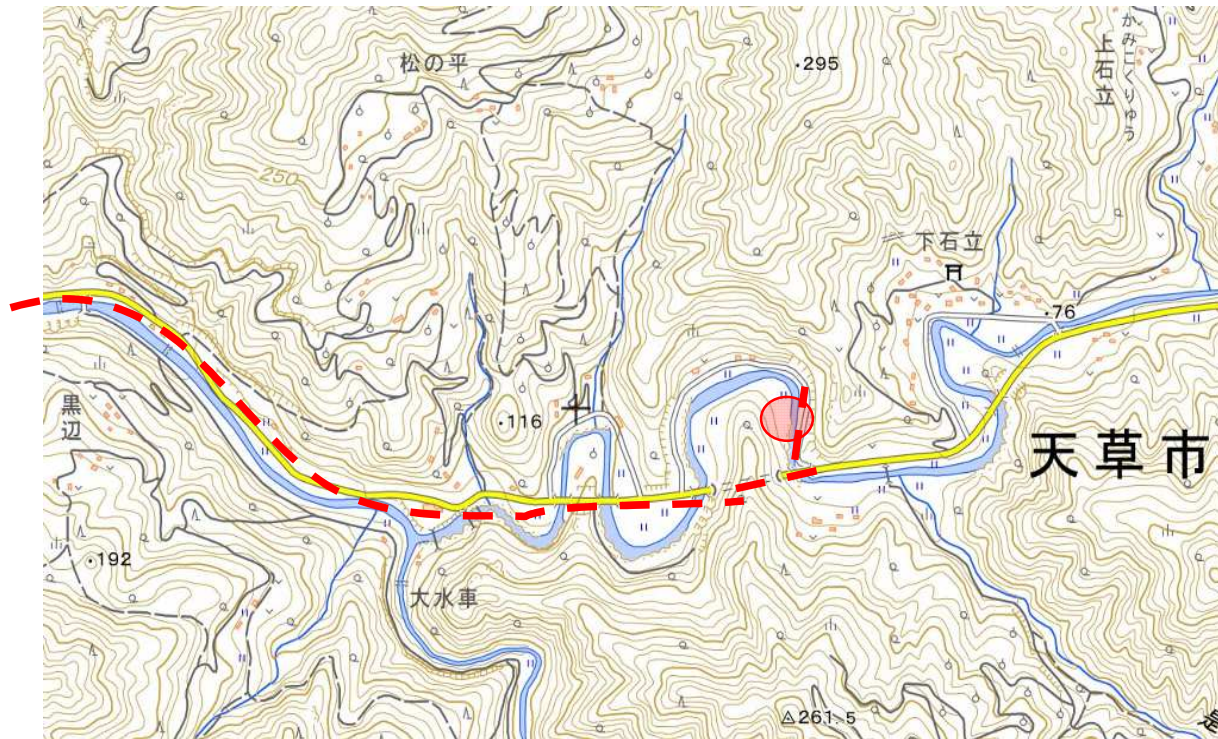 松の平
・295
上石立
かみこくりゅう
250
下石立
・76
黒辺
・116
天草市
・192
大水車
△261.5